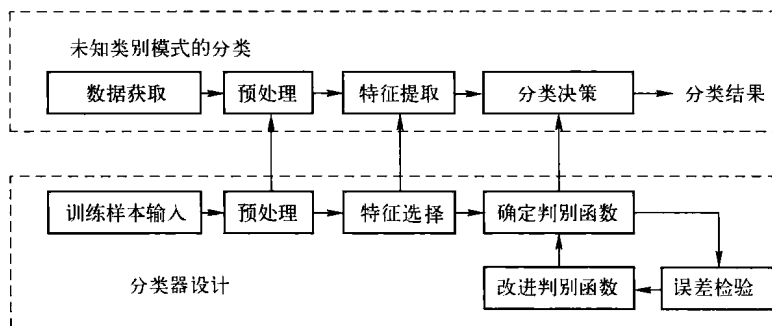 未知类别模式的分类
数据获取
预处理
特征提取
分类决策
分类结果
训练样本输入
预处理
特征选择
确定判别函数
分类器设计
改进判别函数
误差检验